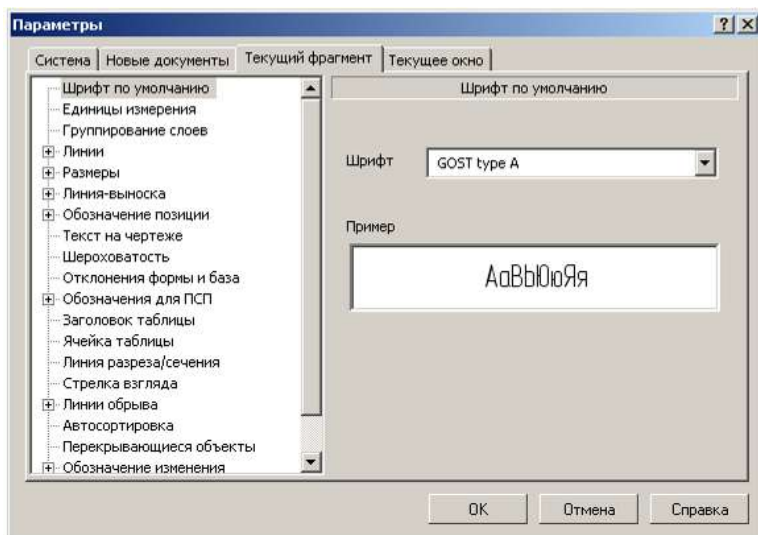 Параметры
Система
Новые документы
Текущий фрагмент
Текущее окно
Шрифт по умолчанию
Единицы измерения
Группирование слоев
Линии
Размеры
Линия-выноска
Обозначение позиции
Текст на чертеже
Шероховатость
Отклонения формы и база
Обозначения для ПСП
Заголовок таблицы
Ячейка таблицы
Линия разреза/сечения
Стрелка взгляда
Линии обрыва
Автосортировка
Перекрывающиеся объекты
Обозначение изменения
Шрифт по умолчанию
Шрифт
GOST type A
Пример
АаВЬЮюЯя
OK
Отмена
Справка